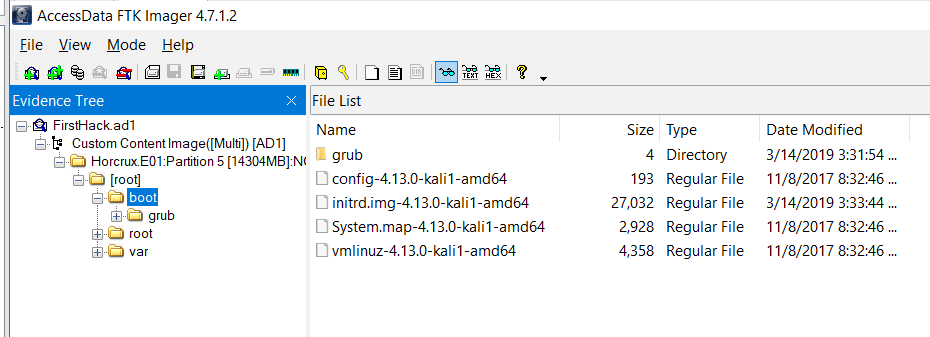 AccessData FTK Imager 4.7.1.2
File View Mode Help
TEXT HEX
Evidence Tree
File List
FirstHack.ad1
Custom Content Image([Multi]) [AD1]
Horcrux.E01:Partition 5 [14304MB]:NO
[root]
boot
grub
root
var
Name Size Type Date Modified
grub 4 Directory 3/14/2019 3:31:54 ...
config-4.13.0-kali1-amd64 193 Regular File 11/8/2017 8:32:46 ...
initrd.img-4.13.0-kali1-amd64 27,032 Regular File 3/14/2019 3:33:44 ...
System.map-4.13.0-kali1-amd64 2,928 Regular File 11/8/2017 8:32:46 ...
vmlinuz-4.13.0-kali1-amd64 4,358 Regular File 11/8/2017 8:32:46 ...